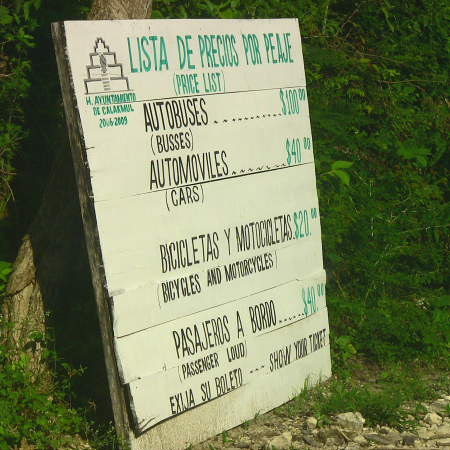 LISTA DE PRECIOS POR PEAJE
(PRICE LIST)
H. AYUNTAMIENTO
DE CALAKMUL
2006-2009
AUTOBUSES $100.00
(BUSSES)
AUTOMOVILES $40.00
(CARS)
BICICLETAS Y MOTOCICLETAS. $20.00
(BICYCLES AND MOTORCYCLES)
PASAJEROS A BORDO $40.00
(PASSENGER LOUD)
EXIJA SU BOLETO --- SHOW YOUR TICKET